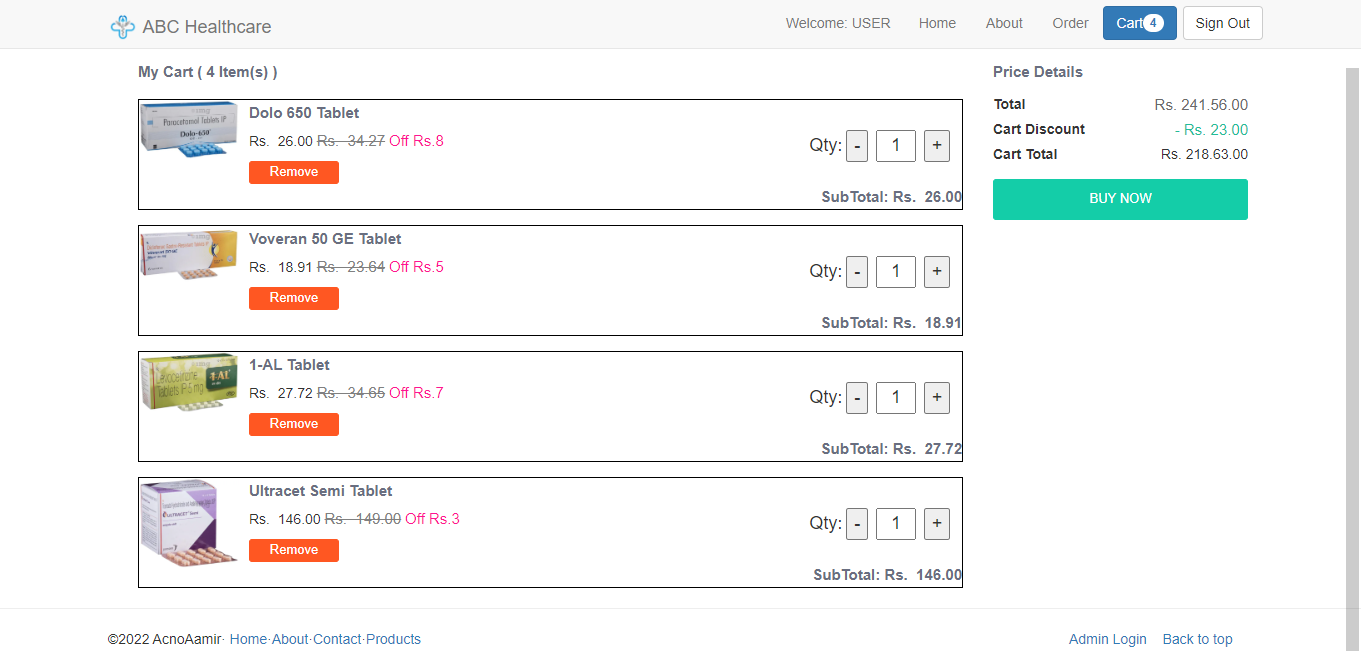 ABC Healthcare
Welcome: USER Home About Order Cart 4 Sign Out
My Cart ( 4 Item(s) )
Dolo 650 Tablet
Rs. 26.00 Rs. 34.27 Off Rs.8
Qty: - 1 +
Remove
SubTotal: Rs. 26.00
Paracetamol Tablets IP
Dolo-650
Voveran 50 GE Tablet
Rs. 18.91 Rs. 23.64 Off Rs.5
Qty: - 1 +
Remove
SubTotal: Rs. 18.91
1-AL Tablet
Rs. 27.72 Rs. 34.65 Off Rs.7
Qty: - 1 +
Remove
SubTotal: Rs. 27.72
Tablets IP 5 mg
1-AL
Ultracet Semi Tablet
Rs. 146.00 Rs. 149.00 Off Rs.3
Qty: - 1 +
Remove
SubTotal: Rs. 146.00
ULTRACET Semi
Price Details
Total Rs. 241.56.00
Cart Discount - Rs. 23.00
Cart Total Rs. 218.63.00
BUY NOW
©2022 AcnoAamir· Home·About·Contact·Products
Admin Login Back to top